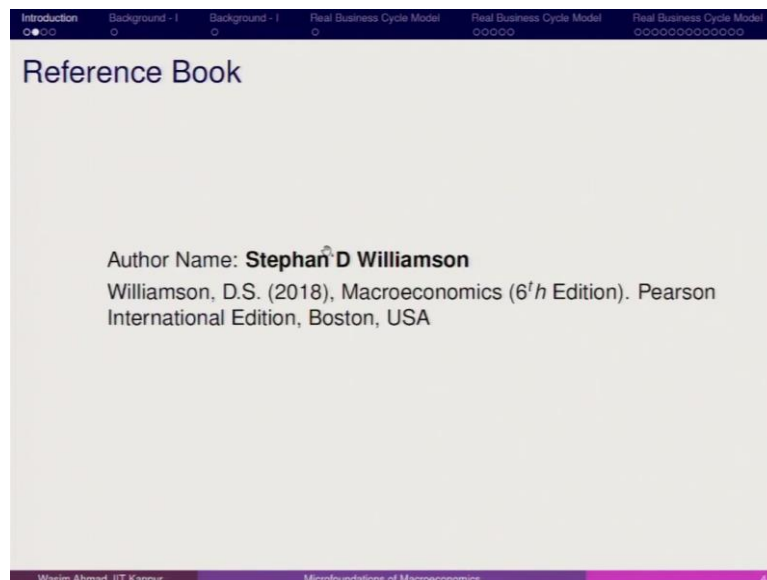 Introduction Background - I Background - I Real Business Cycle Model Real Business Cycle Model Real Business Cycle Model
Reference Book
Author Name: Stephan D Williamson
Williamson, D.S. (2018), Macroeconomics (6th Edition). Pearson
International Edition, Boston, USA
Wasim Ahmad, IIT Kanpur Microfoundations of Macroeconomics